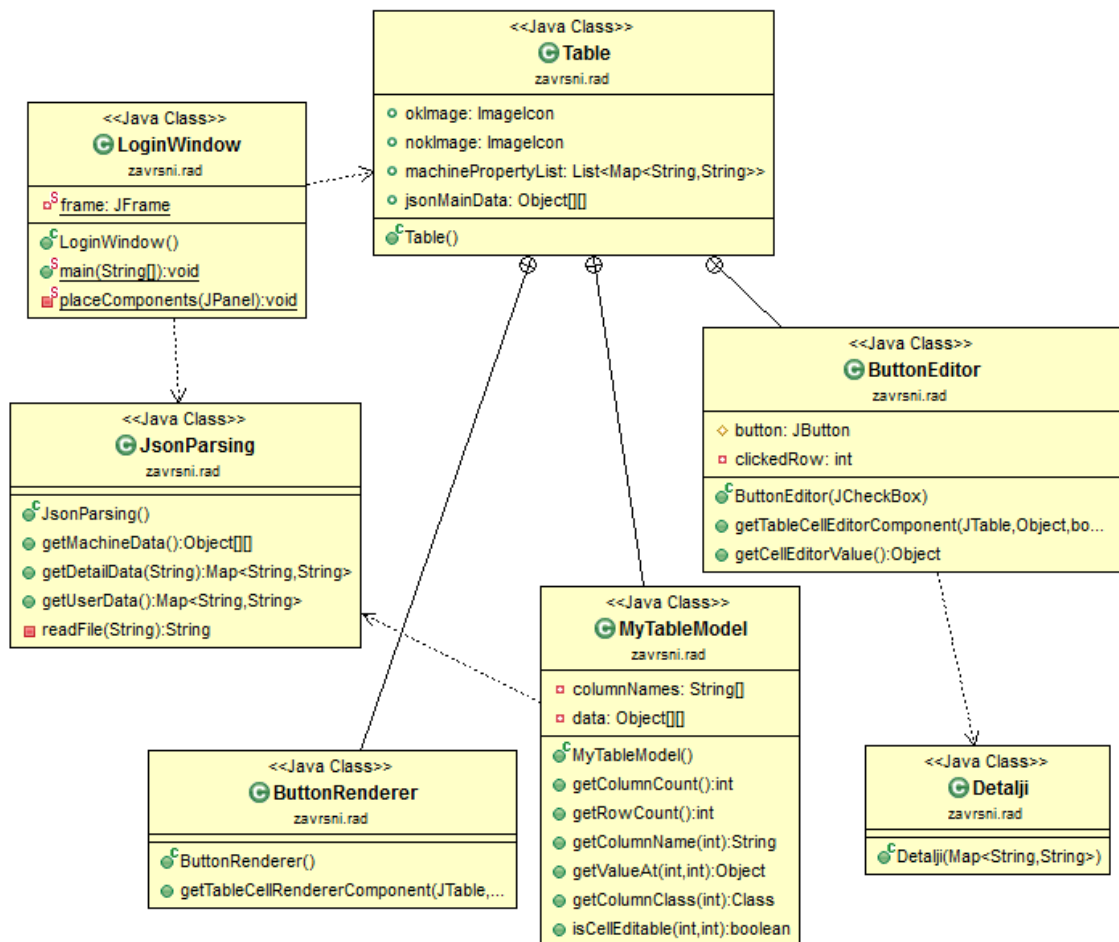 <<Java Class>>
Table
zavrsni.rad
okImage: ImageIcon
nokImage: ImageIcon
machinePropertyList: List<Map<String,String>>
jsonMainData: Object[][]
Table()
<<Java Class>>
LoginWindow
zavrsni.rad
frame: JFrame
LoginWindow()
main(String[]):void
placeComponents(JPanel):void
<<Java Class>>
ButtonEditor
zavrsni.rad
button: JButton
clickedRow: int
ButtonEditor(JCheckBox)
getTableCellEditorComponent(JTable,Object,bo...
getCellEditorValue():Object
<<Java Class>>
JsonParsing
zavrsni.rad
JsonParsing()
getMachineData():Object[][]
getDetailData(String):Map<String,String>
getUserData():Map<String,String>
readFile(String):String
<<Java Class>>
MyTableModel
zavrsni.rad
columnNames: String[]
data: Object[][]
MyTableModel()
getColumnCount():int
getRowCount():int
getColumnName(int):String
getValueAt(int,int):Object
getColumnClass(int):Class
isCellEditable(int,int):boolean
<<Java Class>>
ButtonRenderer
zavrsni.rad
ButtonRenderer()
getTableCellRendererComponent(JTable,...
<<Java Class>>
Detalji
zavrsni.rad
Detalji(Map<String,String>)